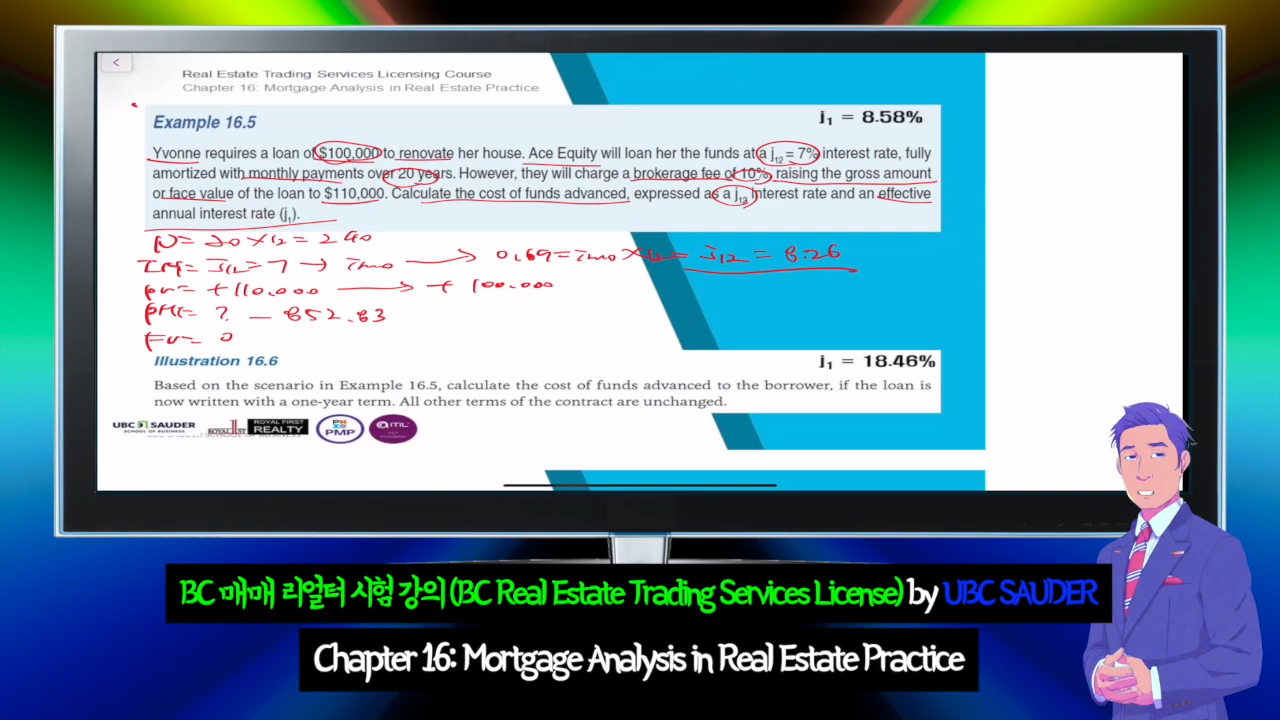 Real Estate Trading Services Licensing Course
Chapter 16: Mortgage Analysis in Real Estate Practice
Example 16.5
j₁ = 8.58%
Yvonne requires a loan of $100,000 to renovate her house. Ace Equity will loan her the funds at a j₁₂ = 7% interest rate, fully
amortized with monthly payments over 20 years. However, they will charge a brokerage fee of 10%, raising the gross amount
or face value of the loan to $110,000. Calculate the cost of funds advanced, expressed as a j₁₂ interest rate and an effective
annual interest rate (j₁).
N = 20 × 12 = 240
J12 = 7 → imo → 0.69 = imo × 12 = J12 = 8.26
PV = +110.000 → + 100.000
PMT = ? - 852.83
FV = 0
Illustration 16.6
j₁ = 18.46%
Based on the scenario in Example 16.5, calculate the cost of funds advanced to the borrower, if the loan is
now written with a one-year term. All other terms of the contract are unchanged.
UBC SAUDER
SCHOOL OF BUSINESS
ROYAL 1ST
ROYAL FIRST
REALTY
PMP
ITIL
BC 매매 리얼터 시험 강의 (BC Real Estate Trading Services License) by UBC SAUDER
Chapter 16: Mortgage Analysis in Real Estate Practice